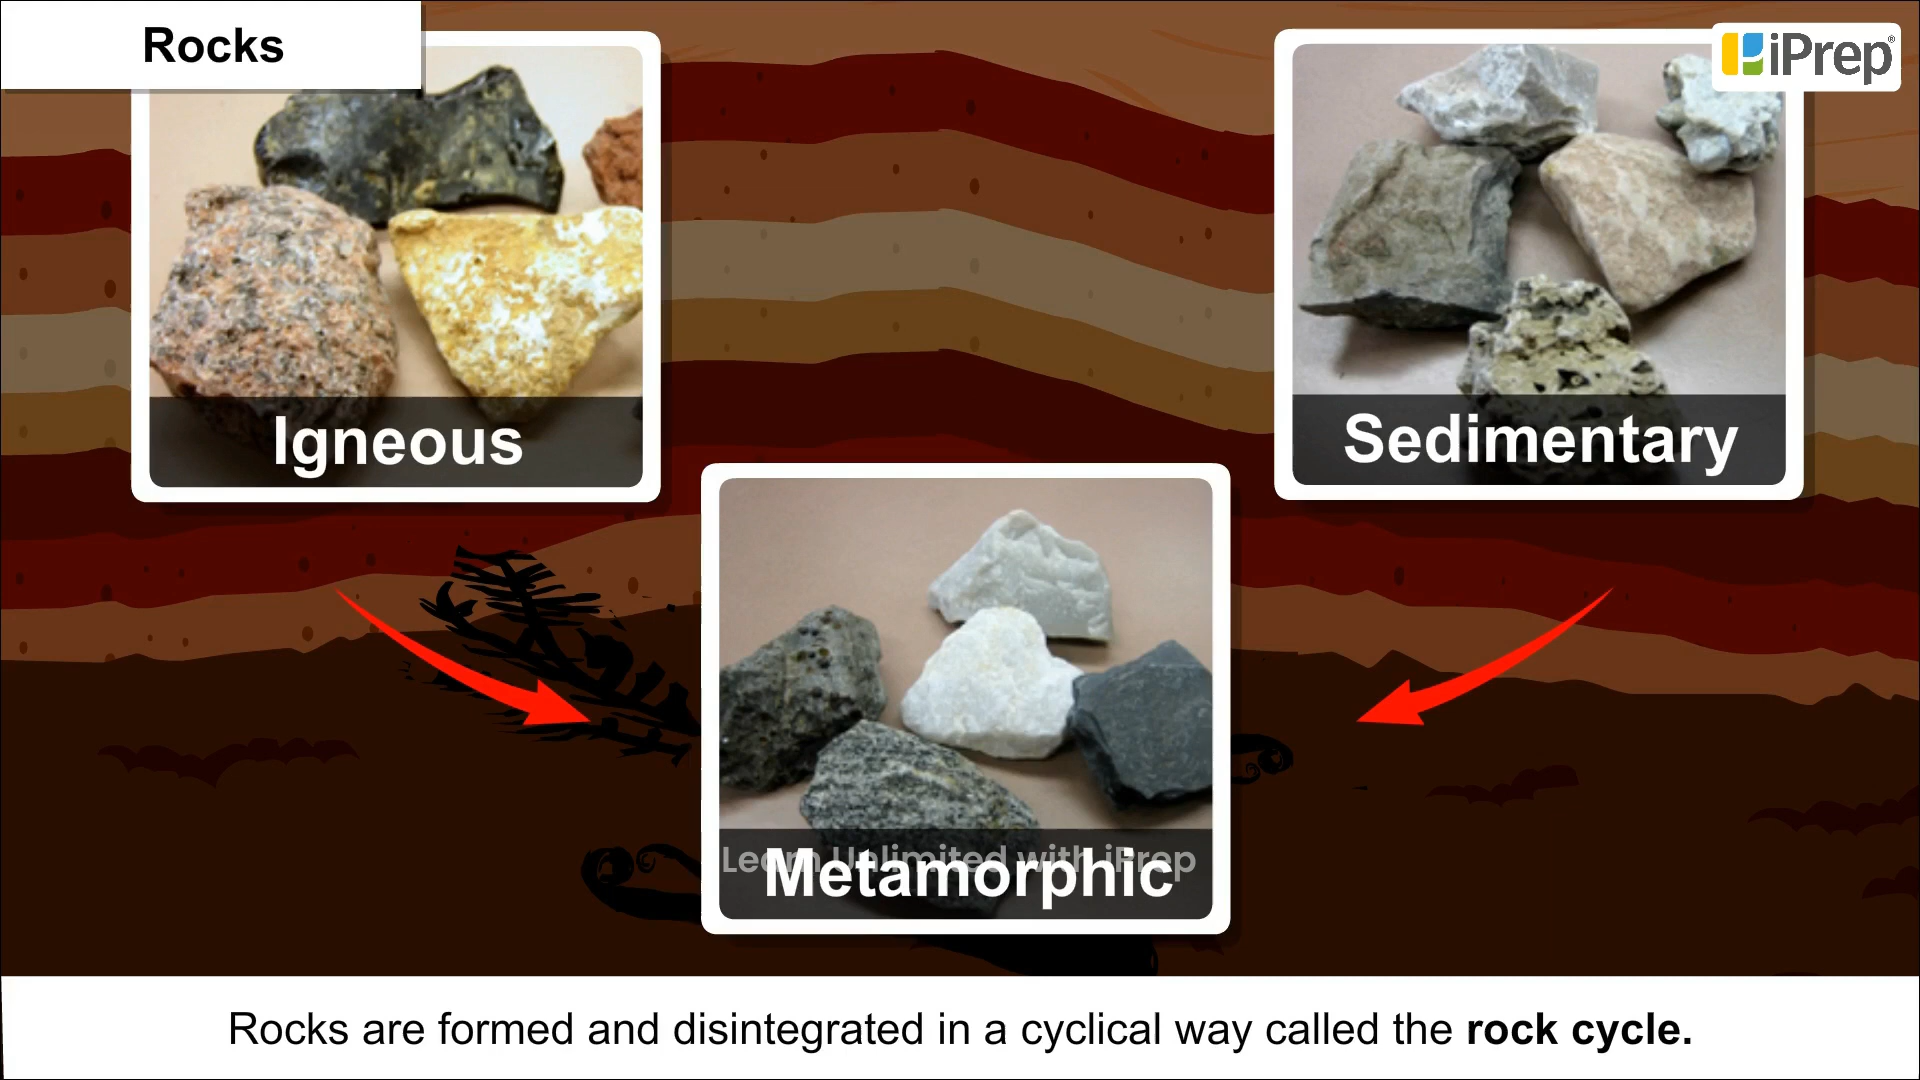 Rocks
iPrep®
Igneous
Sedimentary
Learn Unlimited with iPrep
Metamorphic
Rocks are formed and disintegrated in a cyclical way called the rock cycle.